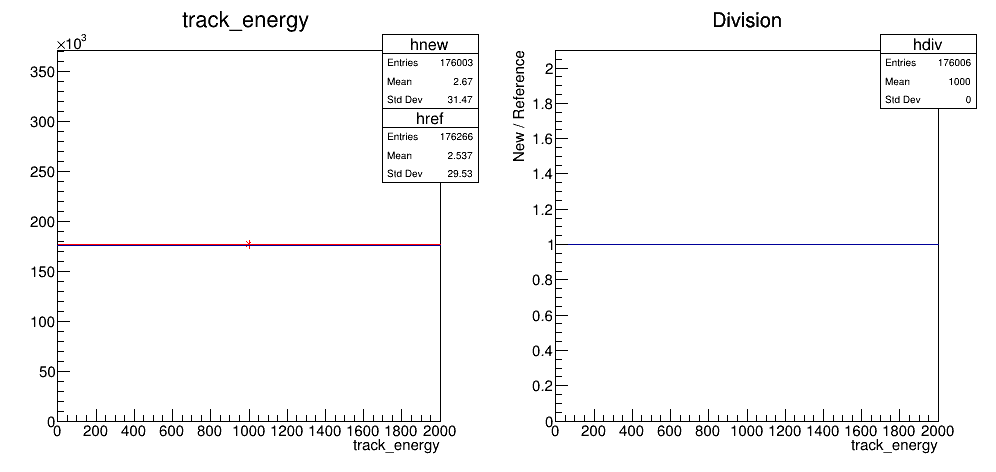 track_energy
×10³
350
300
250
200
150
100
50
0
0 200 400 600 800 1000 1200 1400 1600 1800 2000
track_energy
hnew
Entries 176003
Mean 2.67
Std Dev 31.47
href
Entries 176266
Mean 2.537
Std Dev 29.53
Division
New / Reference
2
1.8
1.6
1.4
1.2
1
0.8
0.6
0.4
0.2
0
0 200 400 600 800 1000 1200 1400 1600 1800 2000
track_energy
hdiv
Entries 176006
Mean 1000
Std Dev 0